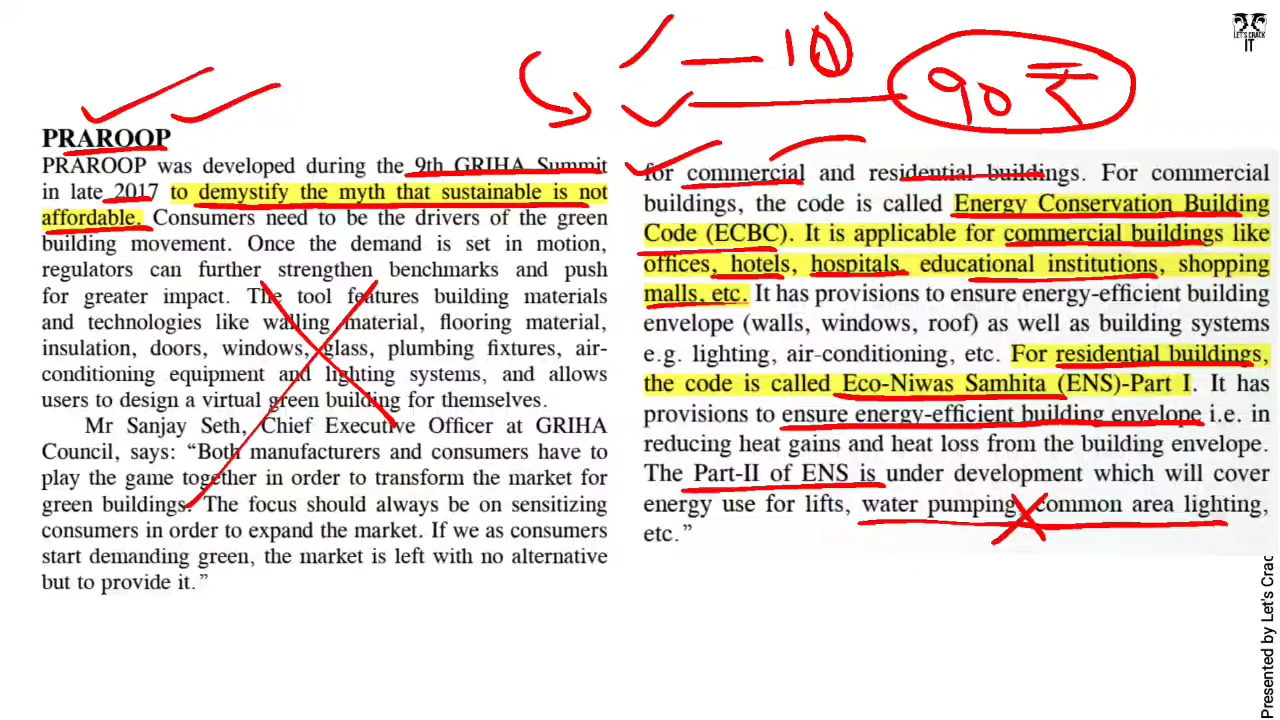 LET'S CRACK
IT
10
90 ₹
PRAROOP
PRAROOP was developed during the 9th GRIHA Summit
in late 2017 to demystify the myth that sustainable is not
affordable. Consumers need to be the drivers of the green
building movement. Once the demand is set in motion,
regulators can further strengthen benchmarks and push
for greater impact. The tool features building materials
and technologies like walling material, flooring material,
insulation, doors, windows, glass, plumbing fixtures, air-
conditioning equipment and lighting systems, and allows
users to design a virtual green building for themselves.
Mr Sanjay Seth, Chief Executive Officer at GRIHA
Council, says: “Both manufacturers and consumers have to
play the game together in order to transform the market for
green buildings. The focus should always be on sensitizing
consumers in order to expand the market. If we as consumers
start demanding green, the market is left with no alternative
but to provide it.”
for commercial and residential buildings. For commercial
buildings, the code is called Energy Conservation Building
Code (ECBC). It is applicable for commercial buildings like
offices, hotels, hospitals, educational institutions, shopping
malls, etc. It has provisions to ensure energy-efficient building
envelope (walls, windows, roof) as well as building systems
e.g. lighting, air-conditioning, etc. For residential buildings,
the code is called Eco-Niwas Samhita (ENS)-Part I. It has
provisions to ensure energy-efficient building envelope i.e. in
reducing heat gains and heat loss from the building envelope.
The Part-II of ENS is under development which will cover
energy use for lifts, water pumping, common area lighting,
etc.”